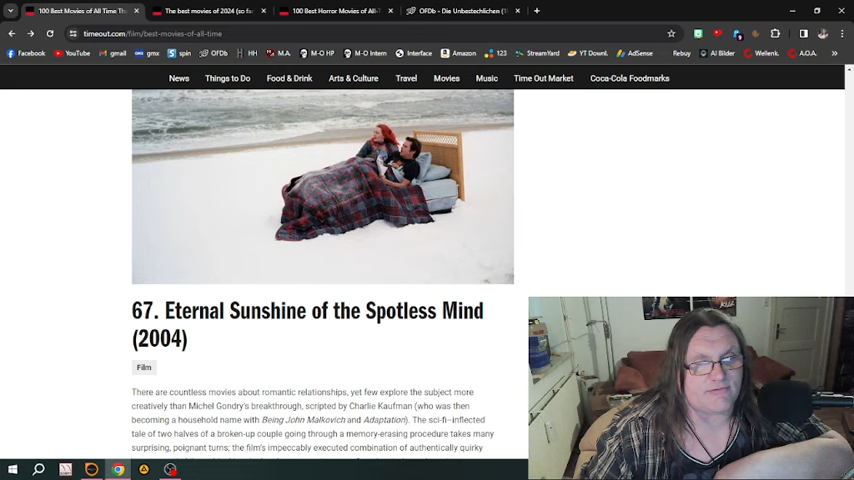 100 Best Movies of All Time Th
The best movies of 2024 (so fa
100 Best Horror Movies of All-T
OFDb - Die Unbestechlichen (1
timeout.com/film/best-movies-of-all-time
Facebook YouTube gmail gmx spin OFDb HH M.A. M-O HP M-O Intern Interface Amazon 123 StreamYard YT Downl. AdSense Rebuy AI Bilder Wellenk. A.O.A.
News Things to Do Food & Drink Arts & Culture Travel Movies Music Time Out Market Coca-Cola Foodmarks
67. Eternal Sunshine of the Spotless Mind
(2004)
Film
There are countless movies about romantic relationships, yet few explore the subject more
creatively than Michel Gondry's breakthrough, scripted by Charlie Kaufman (who was then
becoming a household name with Being John Malkovich and Adaptation). The sci-fi-inflected
tale of two halves of a broken-up couple going through a memory-erasing procedure takes many
surprising, poignant turns; the film's impeccably executed combination of authentically quirky